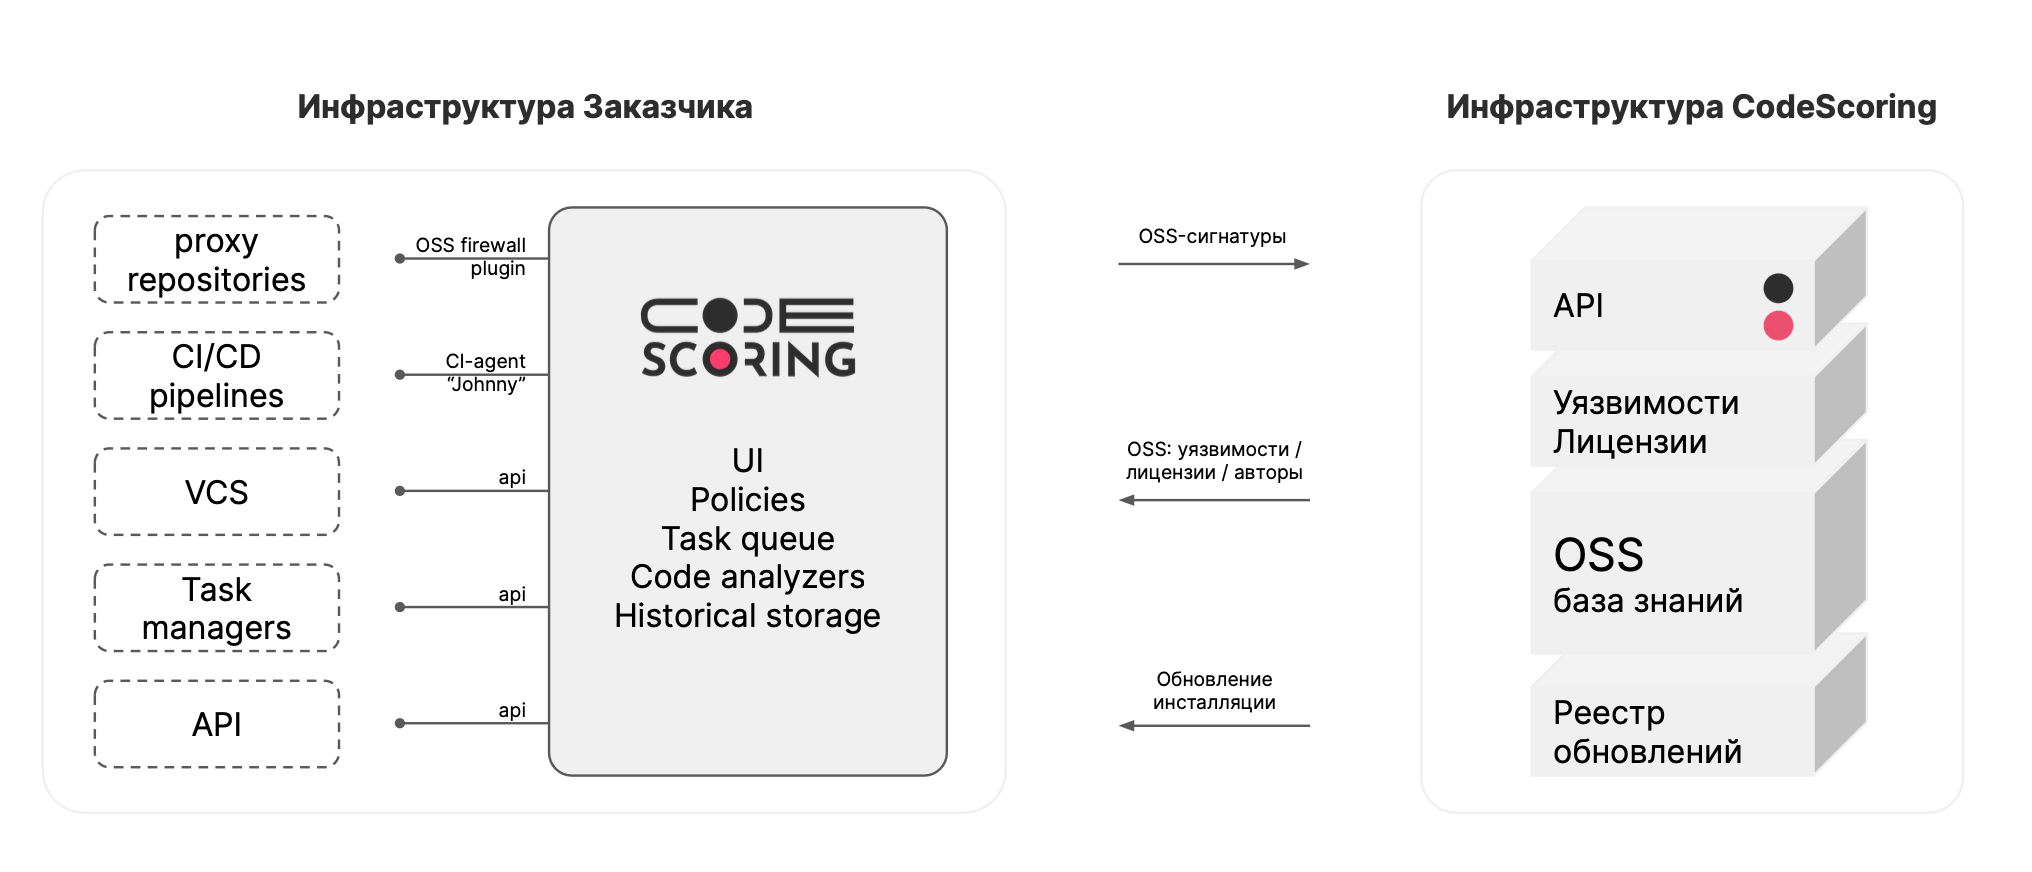 Инфраструктура Заказчика
Инфраструктура CodeScoring
proxy
repositories
CI/CD
pipelines
VCS
Task
managers
API
OSS firewall
plugin
CI-agent
“Johnny”
api
api
api
CODE
SCORING
UI
Policies
Task queue
Code analyzers
Historical storage
OSS-сигнатуры
OSS: уязвимости /
лицензии / авторы
Обновление
инсталляции
API
Уязвимости
Лицензии
OSS
база знаний
Реестр
обновлений